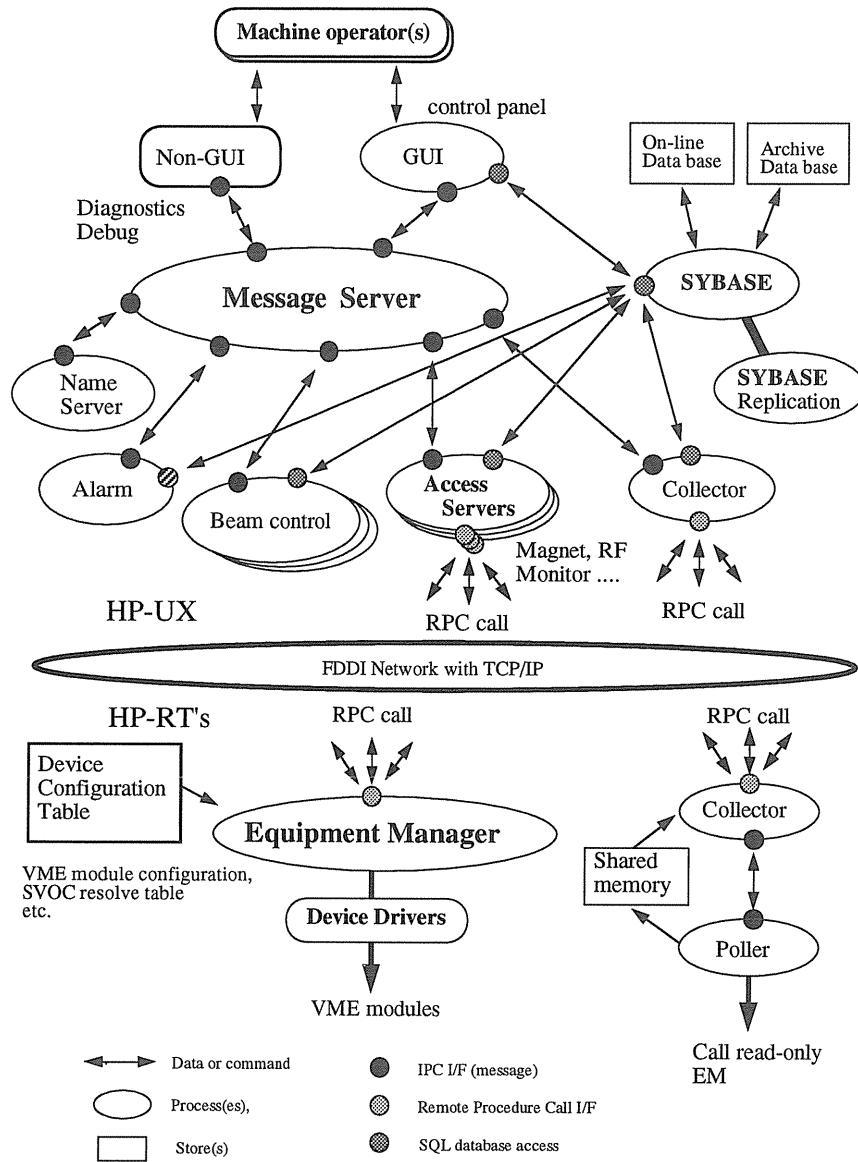 Machine operator(s)
control panel
Non-GUI
GUI
On-line
Data base
Archive
Data base
Diagnostics
Debug
Message Server
SYBASE
Name
Server
SYBASE
Replication
Alarm
Beam control
Access
Servers
Collector
Magnet, RF
Monitor ....
RPC call
RPC call
HP-UX
FDDI Network with TCP/IP
HP-RT's
RPC call
RPC call
Device
Configuration
Table
Equipment Manager
Collector
VME module configuration,
SVOC resolve table
etc.
Shared
memory
Device Drivers
Poller
VME modules
Call read-only
EM
Data or command
IPC I/F (message)
Process(es),
Remote Procedure Call I/F
Store(s)
SQL database access